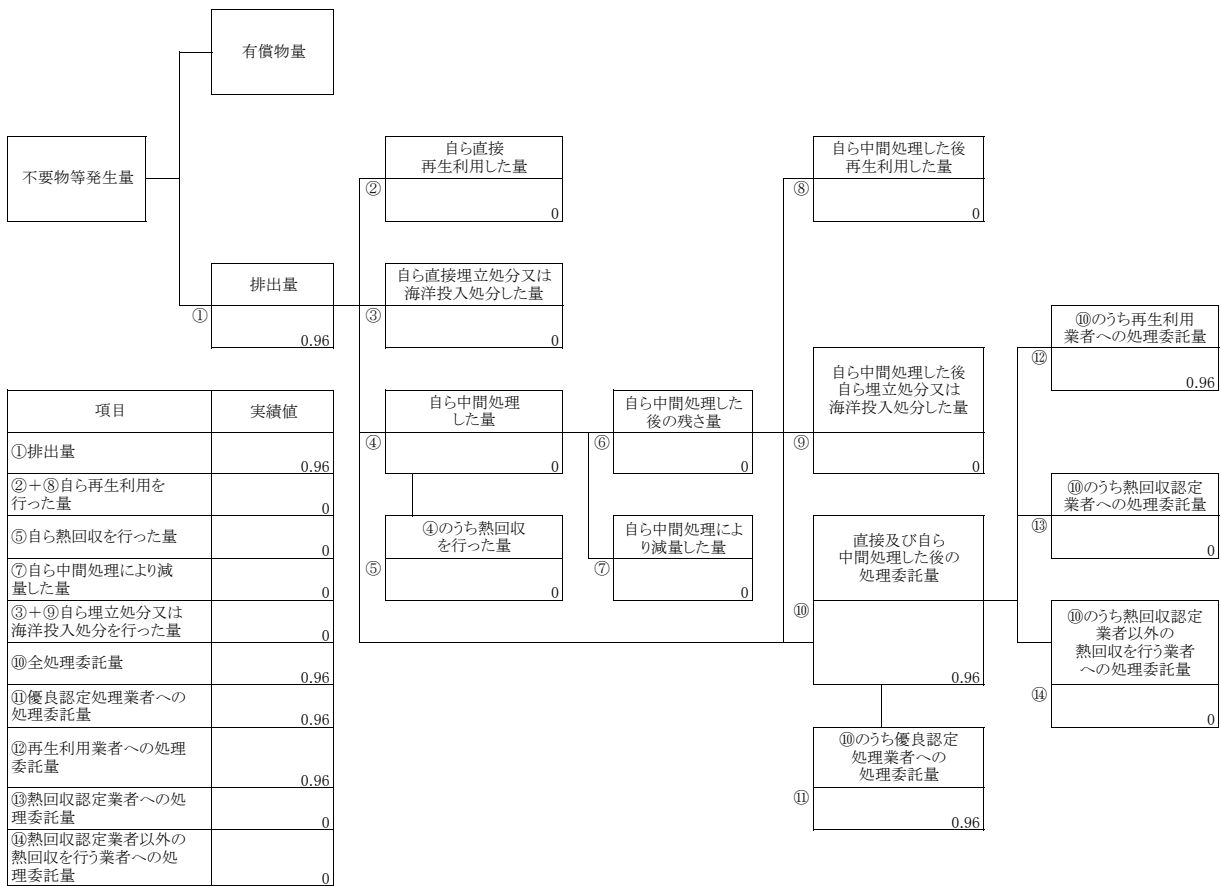 有償物量
不要物等発生量
排出量
①
0.96
自ら直接
再生利用した量
②
0
自ら直接埋立処分又は
海洋投入処分した量
③
0
自ら中間処理
した量
④
0
④のうち熱回収
を行った量
⑤
0
自ら中間処理した
後の残さ量
⑥
0
自ら中間処理によ
り減量した量
⑦
0
自ら中間処理した後
再生利用した量
⑧
0
自ら中間処理した後
自ら埋立処分又は
海洋投入処分した量
⑨
0
直接及び自ら
中間処理した後の
処理委託量
⑩
0.96
⑩のうち優良認定
処理業者への
処理委託量
⑪
0.96
⑩のうち再生利用
業者への処理委託量
⑫
0.96
⑩のうち熱回収認定
業者への処理委託量
⑬
0
⑩のうち熱回収認定
業者以外の
熱回収を行う業者
への処理委託量
⑭
0
項目 実績値
①排出量
0.96
②+⑧自ら再生利用を
行った量
0
⑤自ら熱回収を行った量
0
⑦自ら中間処理により減
量した量
0
③+⑨自ら埋立処分又は
海洋投入処分を行った量
0
⑩全処理委託量
0.96
⑪優良認定処理業者への
処理委託量
0.96
⑫再生利用業者への処理
委託量
0.96
⑬熱回収認定業者への処
理委託量
0
⑭熱回収認定業者以外の
熱回収を行う業者への処
理委託量
0